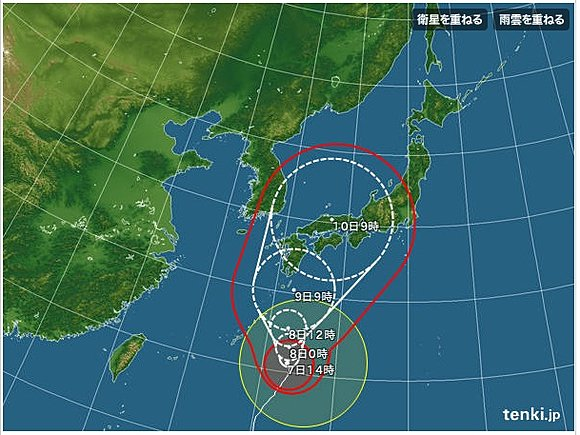 衛星を重ねる 雨雲を重ねる
10日9時
9日9時
8日12時
8日0時
7日14時
tenki.jp